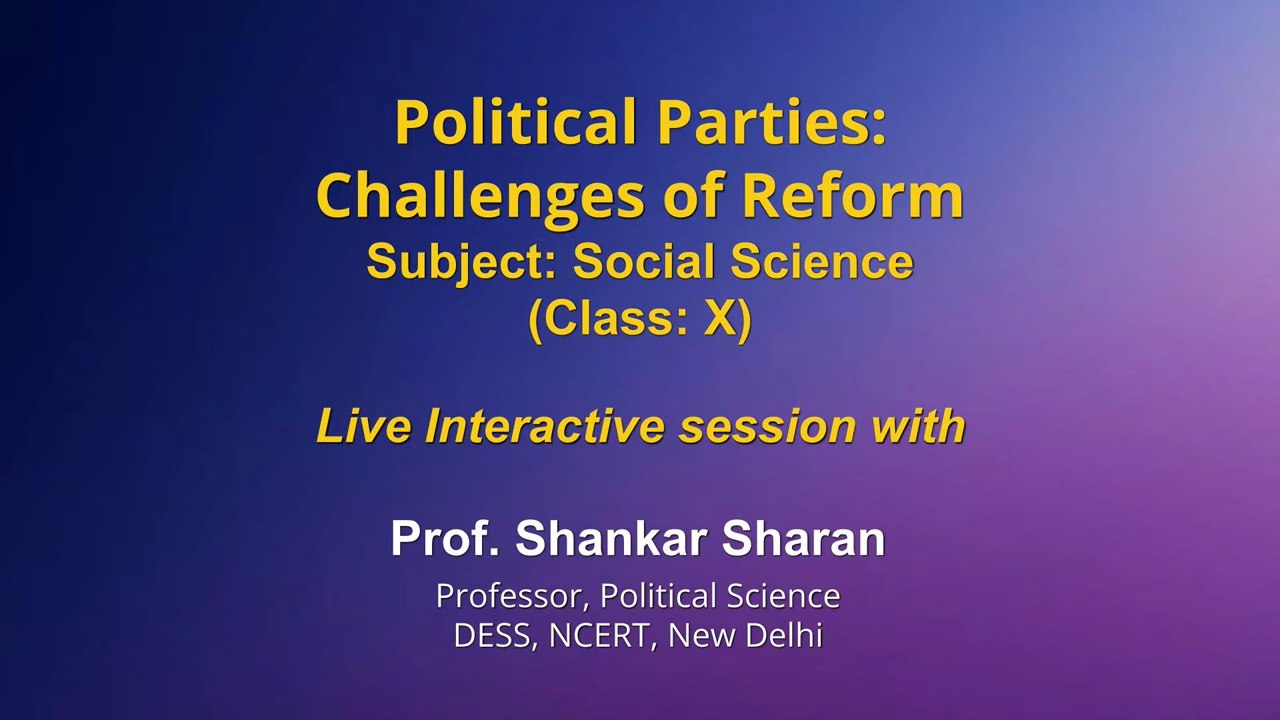 Political Parties:
Challenges of Reform
Subject: Social Science
(Class: X)
Live Interactive session with
Prof. Shankar Sharan
Professor, Political Science
DESS, NCERT, New Delhi